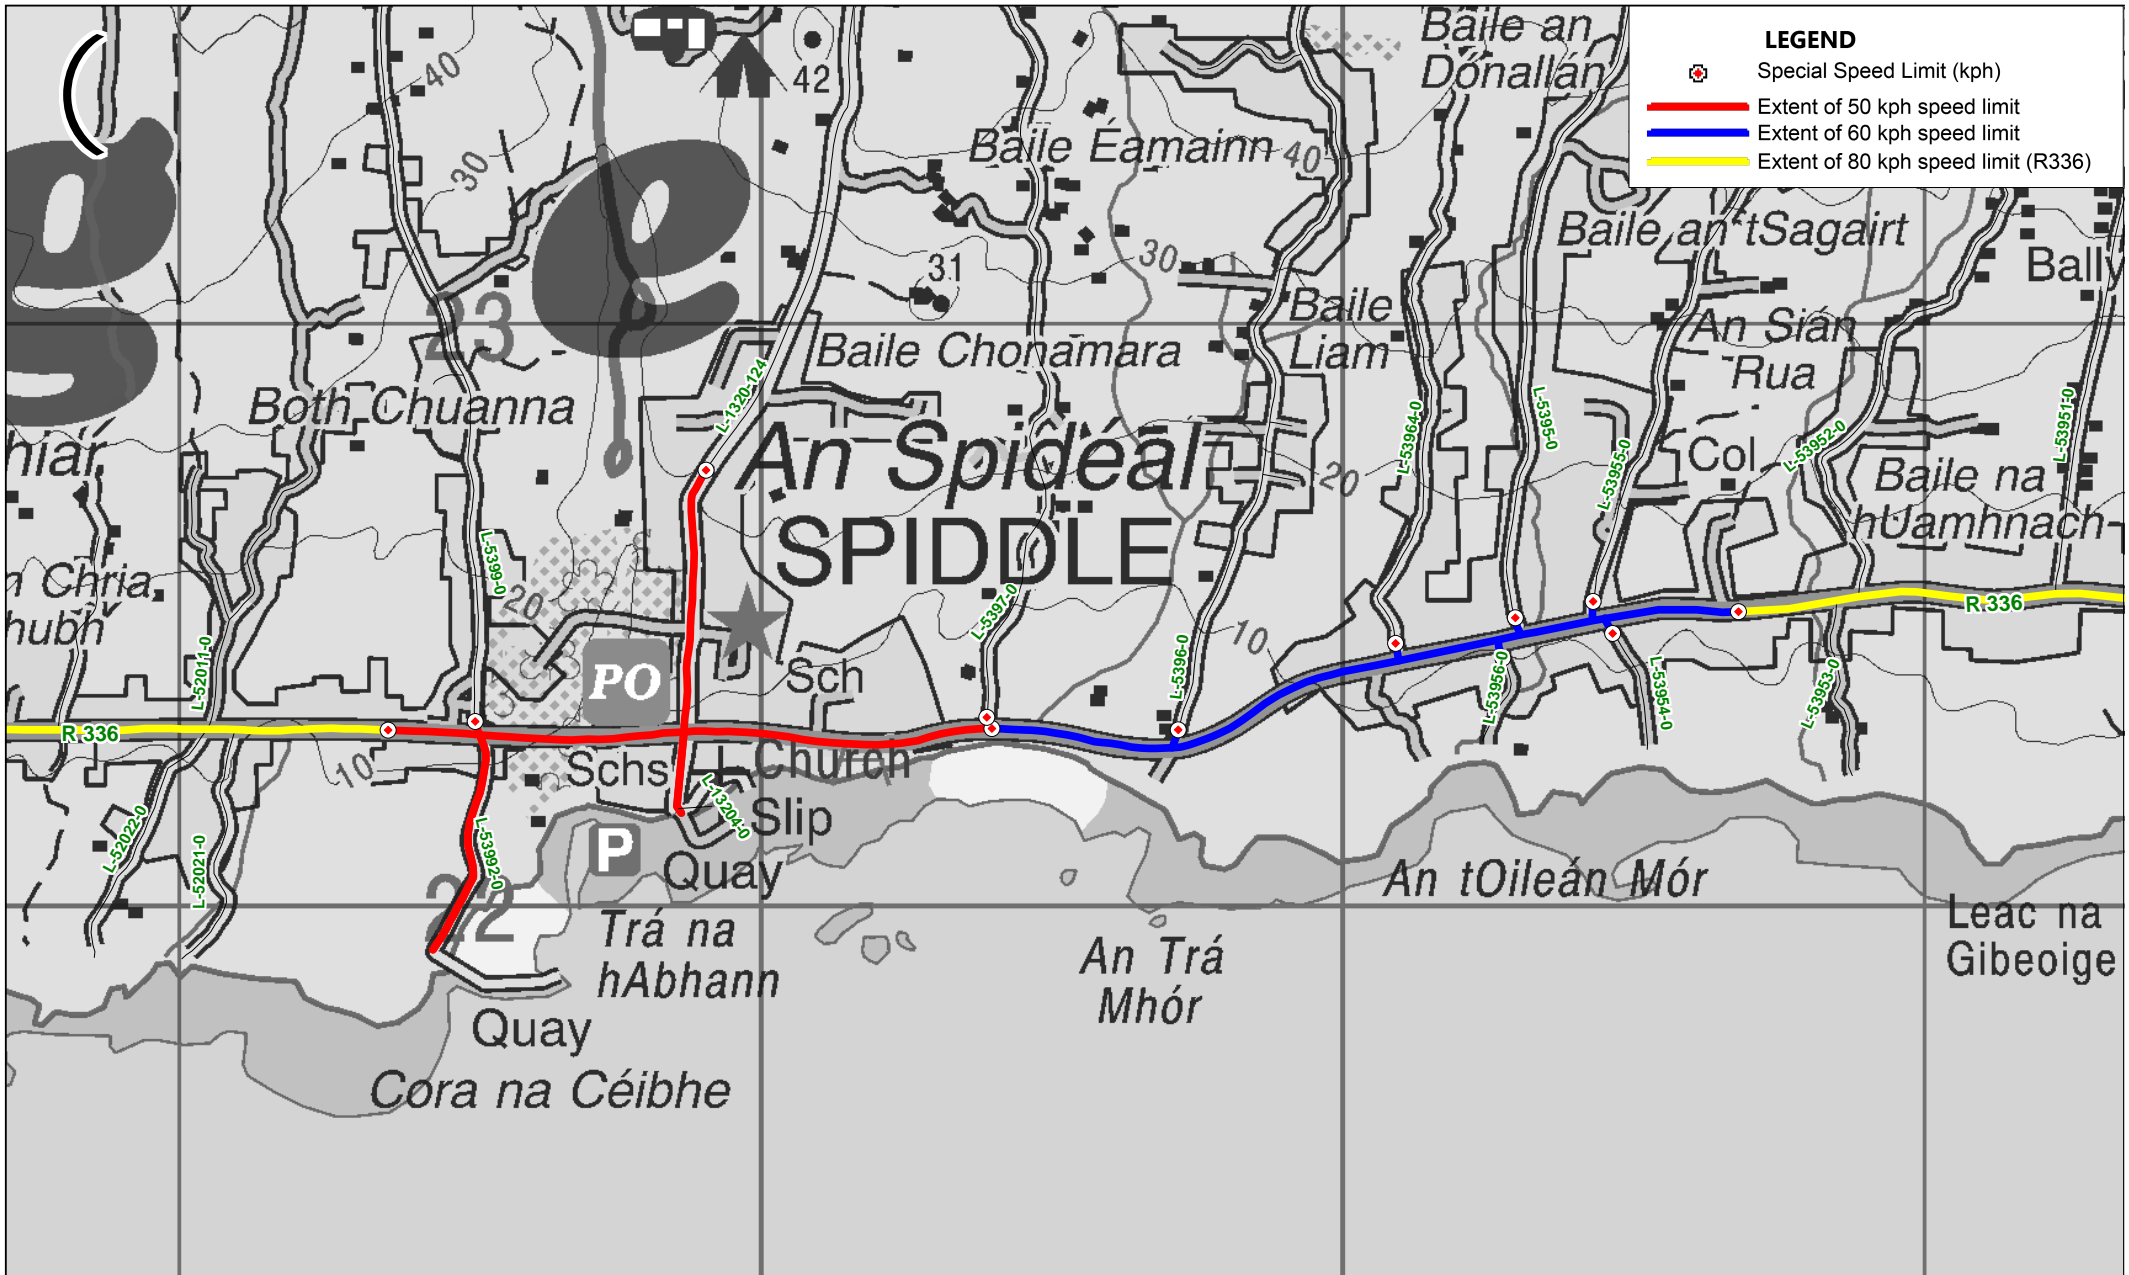 LEGEND
Special Speed Limit (kph)
Extent of 50 kph speed limit
Extent of 60 kph speed limit
Extent of 80 kph speed limit (R336)
Baile an
Dónallán
40
42
Baile Éamainn
40
30
g
e
Baile an tSagairt
30
31
Bally
23
Baile
Liam
An Sián
Rua
Baile Chonamara
L-1320-124
Both Chuanna
L-53964-0
L-5395-0
L-53955-0
L-53952-0
L-53951-0
hiar
An Spidéal
SPIDDLE
20
Col
Baile na
hUamhnach
L-5399-0
n Chria
hubh
20
L-5397-0
R 336
10
L-52011-0
PO
Sch
L-5396-0
L-53956-0
L-53954-0
L-53953-0
R 336
10
Schs
Church
L-13204-0
Slip
L-52022-0
L-52021-0
L-53992-0
P
Quay
22
An tOileán Mór
Trá na
hAbhann
An Trá
Mhór
Leac na
Gibeoige
Quay
Cora na Céibhe